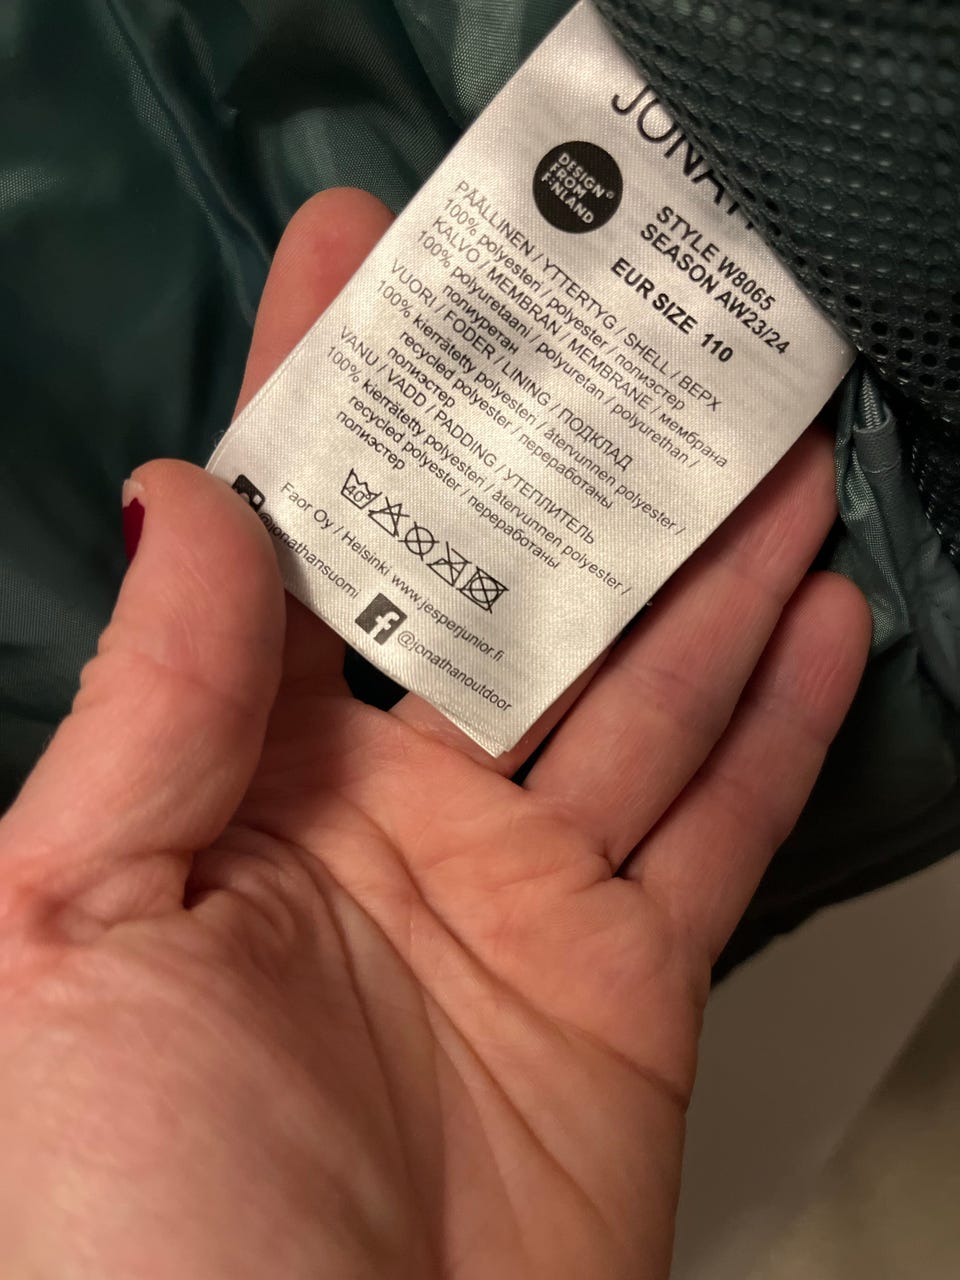 JONAT
DESIGN
FROM
FINLAND
STYLE W8065
SEASON AW23/24
EUR SIZE 110
PÄÄLLINEN / YTTERTYG / SHELL / ВЕРХ
100% polyesteri / polyester / полиэстер
KALVO / MEMBRAN / MEMBRANE / мембрана
100% polyuretaani / polyuretan / polyurethan /
полиуретан
VUORI / FODER / LINING / ПОДКЛАД
100% kierrätetty polyesteri / återvunnen polyester /
recycled polyester / переработаны
полиэстер
VANU / VADD / PADDING / УТЕПЛИТЕЛЬ
100% kierrätetty polyesteri / återvunnen polyester /
recycled polyester / переработаны
полиэстер
40
Faor Oy / Helsinki www.jesperjunior.fi
@jonathansuomi
f @jonathanoutdoor